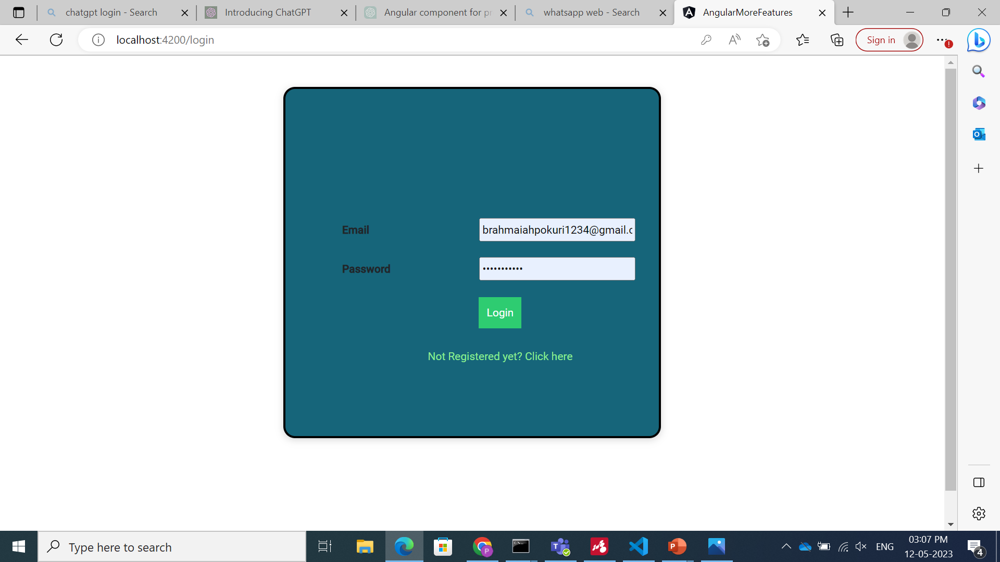 chatgpt login - Search
Introducing ChatGPT
Angular component for pr
whatsapp web - Search
AngularMoreFeatures
localhost:4200/login
Sign in
Email
brahmaiahpokuri1234@gmail.c
Password
•••••••••••
Login
Not Registered yet? Click here
Type here to search
ENG
03:07 PM
12-05-2023
4